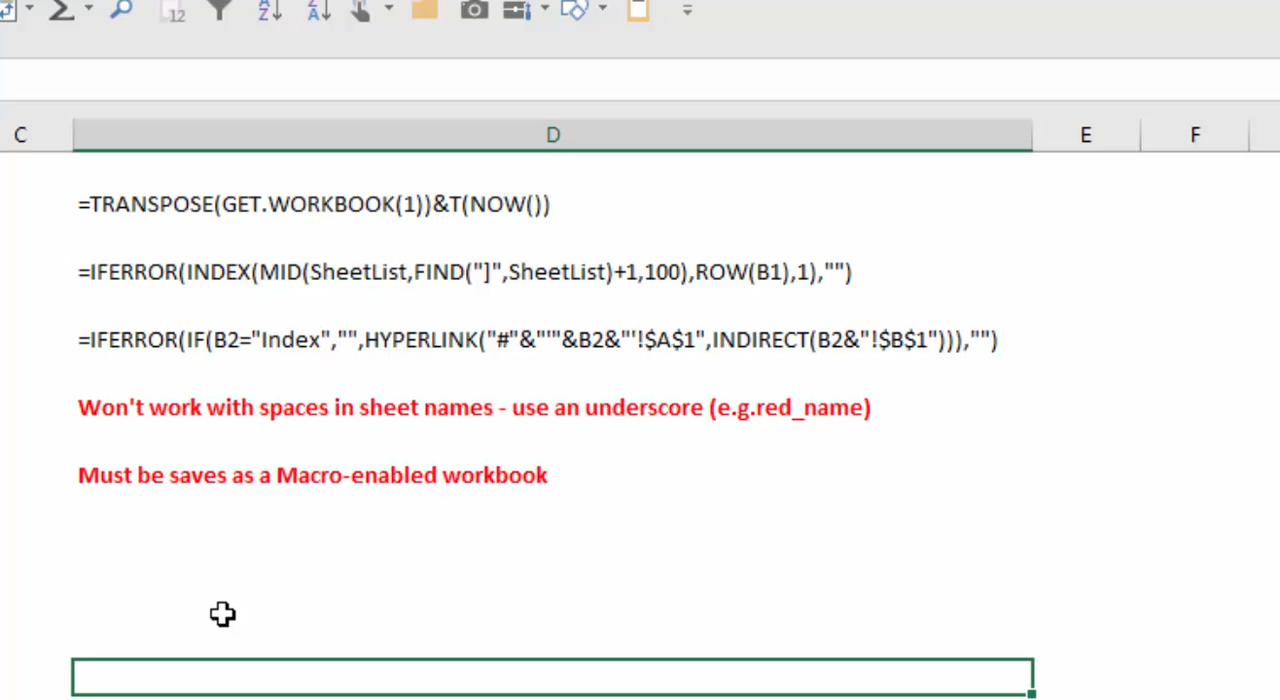 12
A
Z
Z
A
C
D
E
F
=TRANSPOSE(GET.WORKBOOK(1))&T(NOW())
=IFERROR(INDEX(MID(SheetList,FIND("]",SheetList)+1,100),ROW(B1),1),"")
=IFERROR(IF(B2="Index","",HYPERLINK("#"&"'"&B2&"'!$A$1",INDIRECT(B2&"!$B$1"))),"")
Won't work with spaces in sheet names - use an underscore (e.g.red_name)
Must be saves as a Macro-enabled workbook